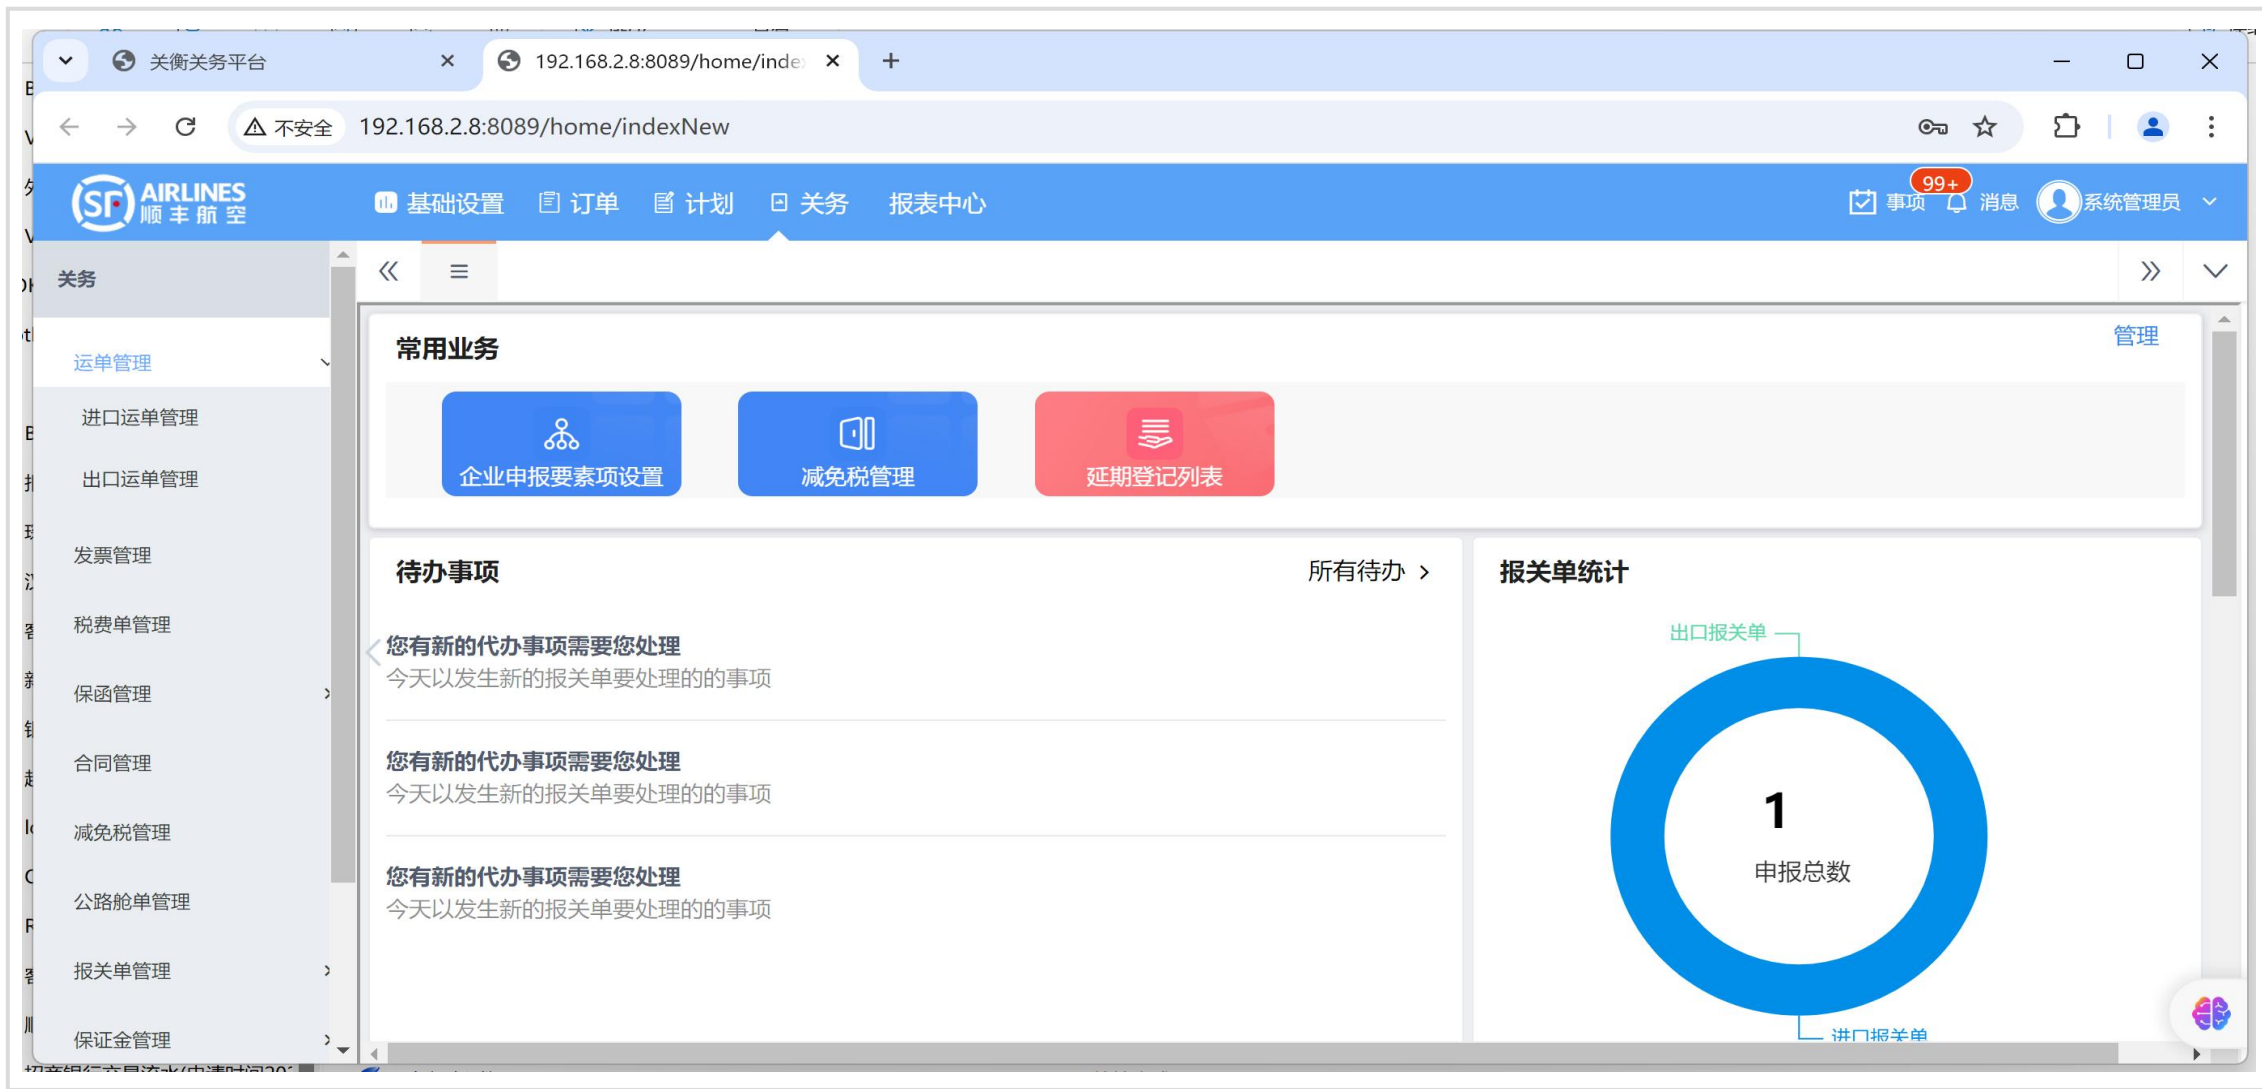 关衡关务平台
192.168.2.8:8089/home/inde
不安全
192.168.2.8:8089/home/indexNew
SF AIRLINES
顺丰航空
基础设置
订单
计划
关务
报表中心
事项
99+
消息
系统管理员
关务
运单管理
进口运单管理
出口运单管理
发票管理
税费单管理
保函管理
合同管理
减免税管理
公路舱单管理
报关单管理
保证金管理
常用业务
管理
企业申报要素项设置
减免税管理
延期登记列表
待办事项
所有待办
您有新的代办事项需要您处理
今天以发生新的报关单要处理的的事项
您有新的代办事项需要您处理
今天以发生新的报关单要处理的的事项
您有新的代办事项需要您处理
今天以发生新的报关单要处理的的事项
报关单统计
出口报关单
1
申报总数
进口报关单